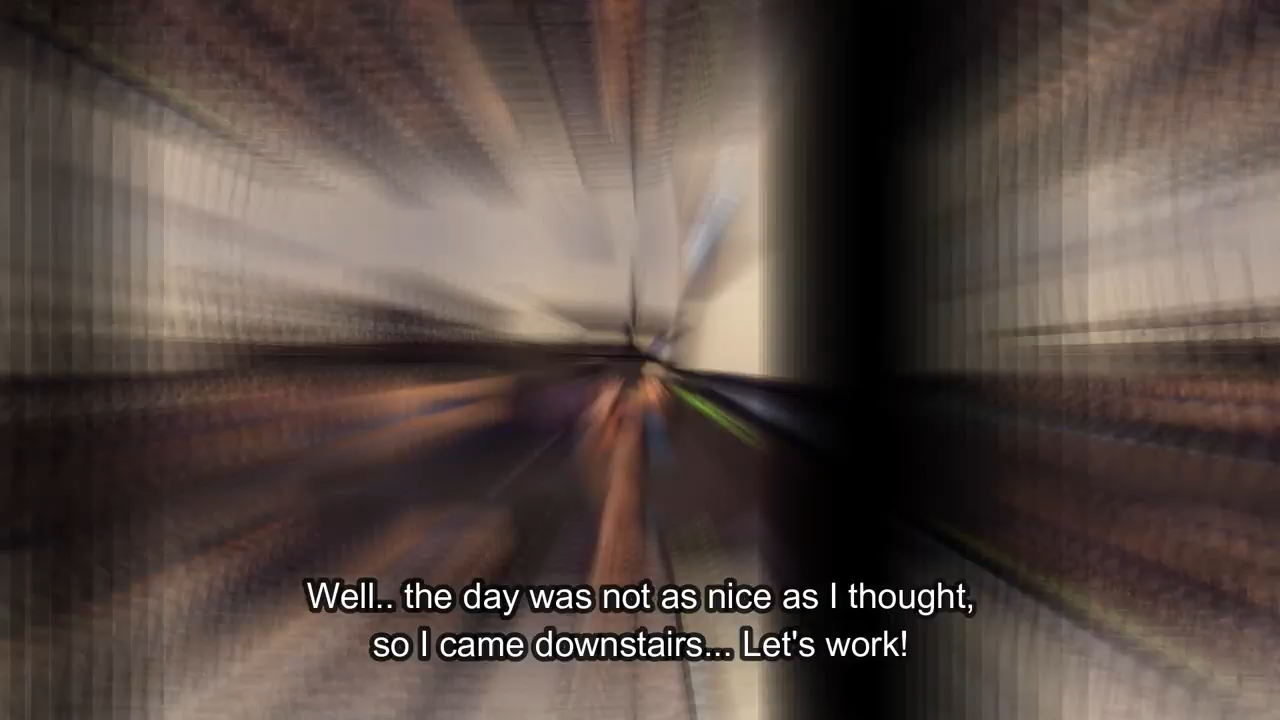 Well.. the day was not as nice as I thought,
so I came downstairs... Let's work!